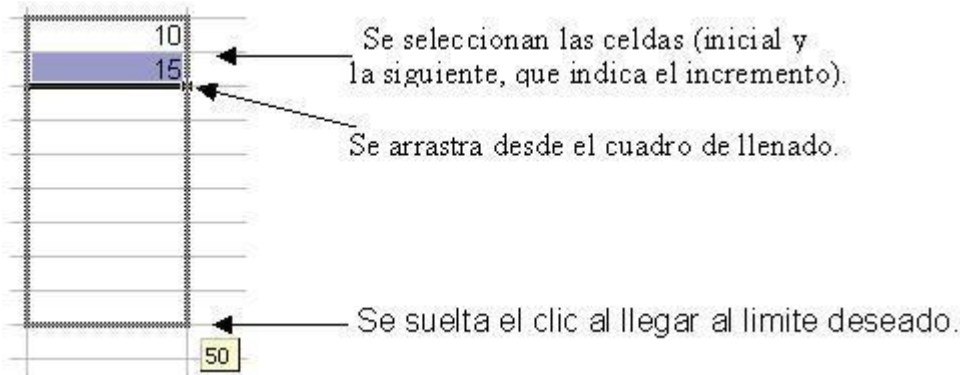 10
Se seleccionan las celdas (inicial y
15
la siguiente, que indica el incremento).
Se arrastra desde el cuadro de llenado.
Se suelta el clic al llegar al limite deseado.
50